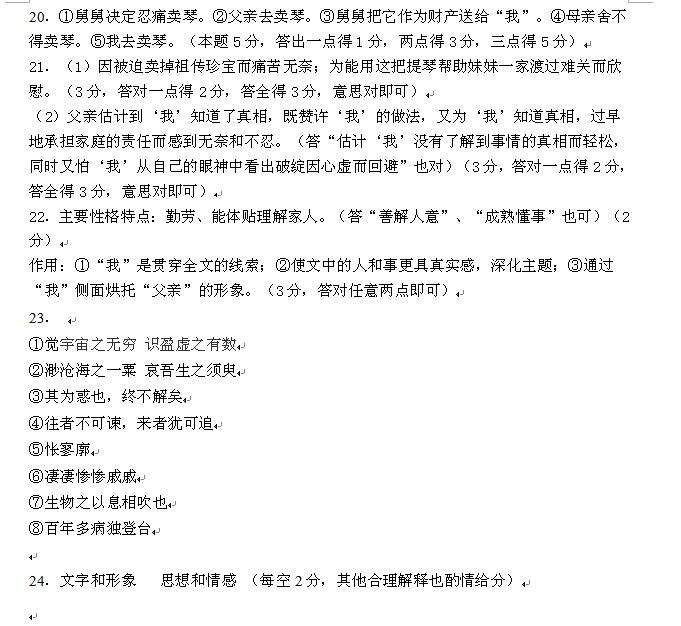 20．①舅舅决定忍痛卖琴。②父亲去卖琴。③舅舅把它作为财产送给“我”。④母亲舍不
得卖琴。⑤我去卖琴。（本题5分，答出一点得1分，两点得3分，三点得5分）
21．（1）因被迫卖掉祖传珍宝而痛苦无奈；为能用这把提琴帮助妹妹一家渡过难关而欣
慰。（3分，答对一点得2分，答全得3分，意思对即可）
（2）父亲估计到‘我’知道了真相，既赞许‘我’的做法，又为‘我’知道真相，过早
地承担家庭的责任而感到无奈和不忍。（答“估计‘我’没有了解到事情的真相而轻松，
同时又怕‘我’从自己的眼神中看出破绽因心虚而回避”也对）（3分，答对一点得2分，
答全得3分，意思对即可）
22．主要性格特点：勤劳、能体贴理解家人。（答“善解人意”、“成熟懂事”也可）（2
分）
作用：①“我”是贯穿全文的线索；②使文中的人和事更具真实感，深化主题；③通过
“我”侧面烘托“父亲”的形象。（3分，答对任意两点即可）
23．
①觉宇宙之无穷 识盈虚之有数
②渺沧海之一粟 哀吾生之须臾
③其为惑也，终不解矣
④往者不可谏，来者犹可追
⑤怅寥廓
⑥凄凄惨惨戚戚
⑦生物之以息相吹也
⑧百年多病独登台
24．文字和形象 思想和情感 （每空2分，其他合理解释也酌情给分）